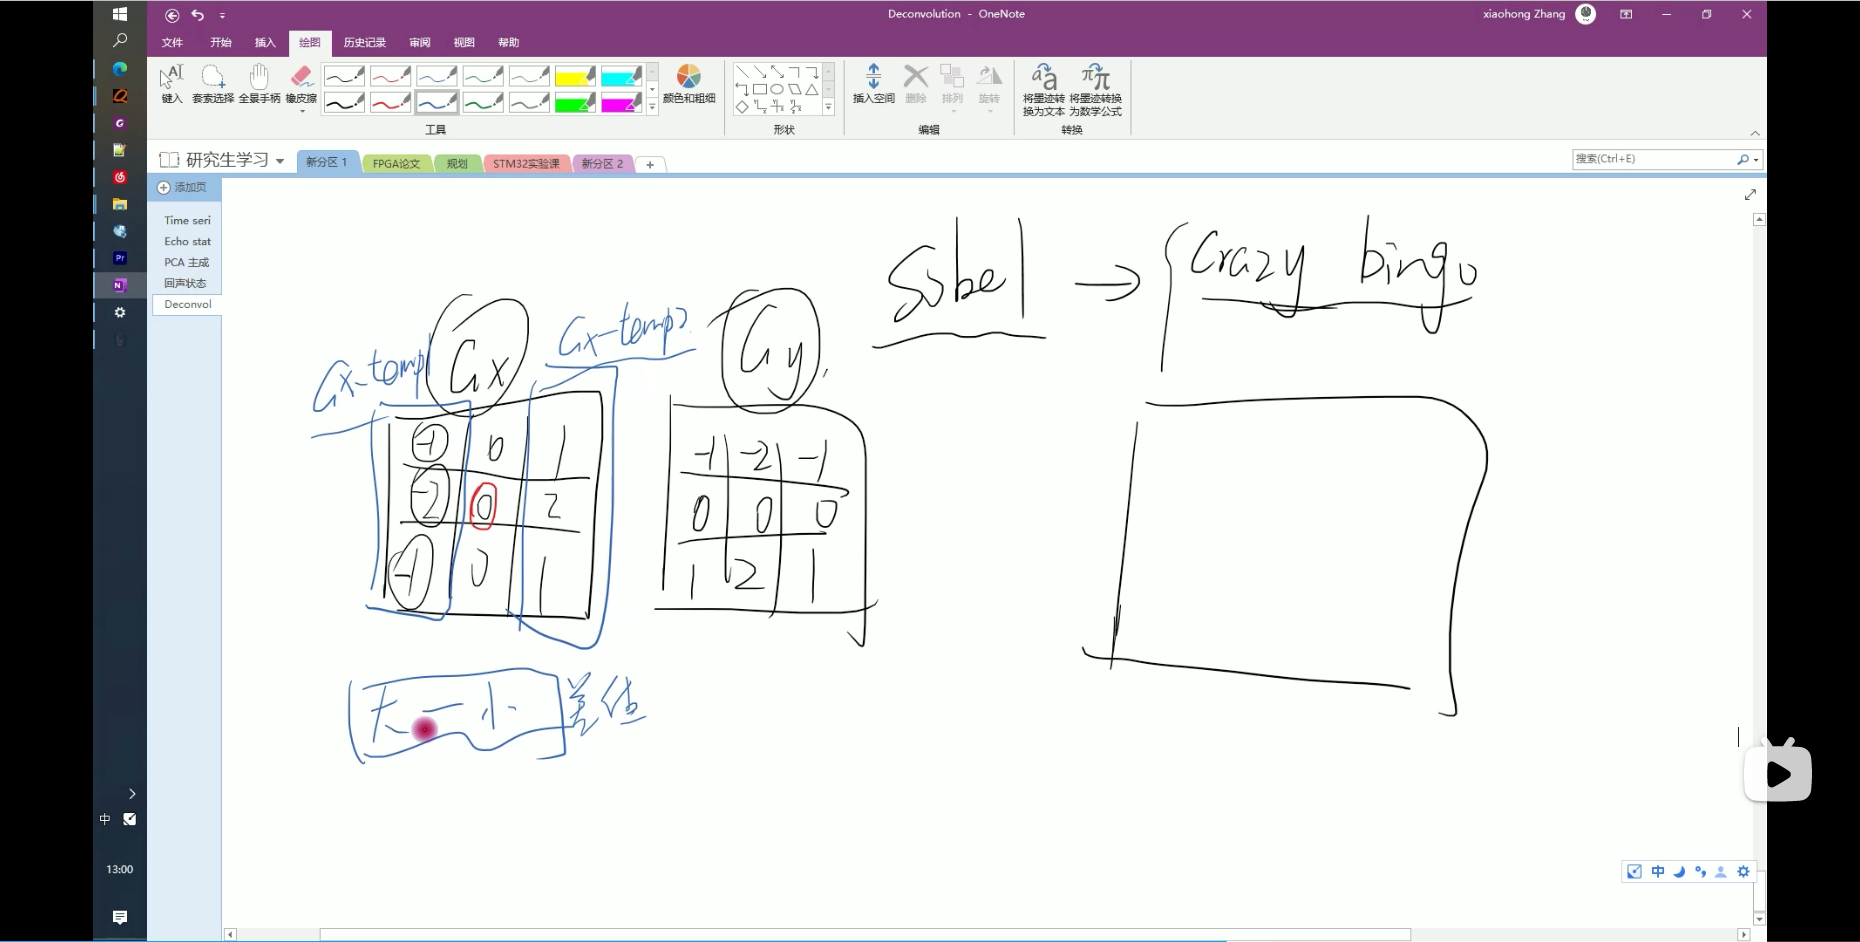 Deconvolution - OneNote
xiaohong Zhang
文件 开始 插入 绘图 历史记录 审阅 视图 帮助
键入 套索选择 全景手柄 橡皮擦 颜色和粗细 插入空间 删除 排列 旋转 将墨迹转换为文本 将墨迹转换为数学公式
工具 形状 编辑 转换
研究生学习 新分区 1 FPGA论文 规划 STM32实验课 新分区 2
搜索(Ctrl+E)
添加页
Time seri
Echo stat
PCA 主成
回声状态
Deconvol
Sobel → Crazy bingo
Gx-temp1 Gx Gx-temp2 Gy
-1 0 1
-2 0 2
-1 0 1
-1 -2 -1
0 0 0
1 2 1
大-小 差值
中
13:00
中